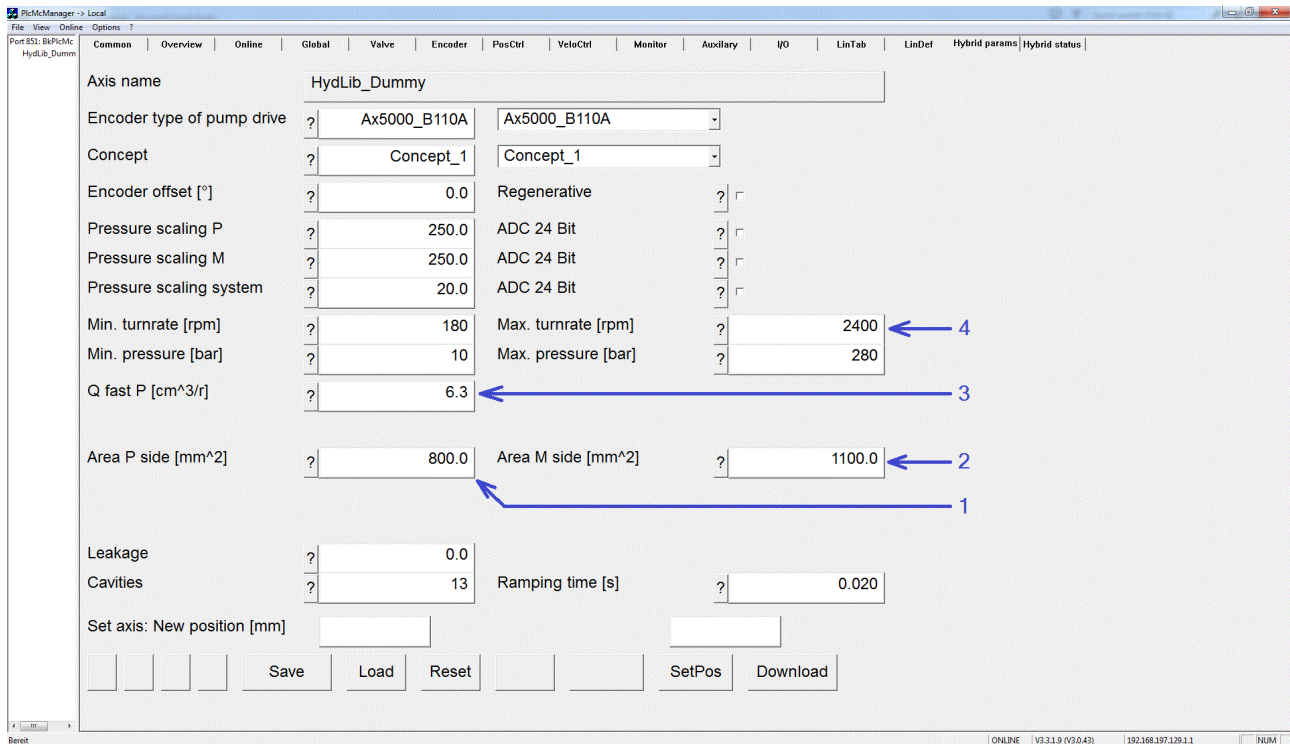 PlcMcManager -> Local
File View Online Options ?
Port 851: BkPlcMc
HydLib_Dumm
Common Overview Online Global Valve Encoder PosCtrl VeloCtrl Monitor Auxilary I/O LinTab LinDef Hybrid params Hybrid status
Axis name HydLib_Dummy
Encoder type of pump drive ? Ax5000_B110A Ax5000_B110A
Concept ? Concept_1 Concept_1
Encoder offset [°] ? 0.0 Regenerative ?
Pressure scaling P ? 250.0 ADC 24 Bit ?
Pressure scaling M ? 250.0 ADC 24 Bit ?
Pressure scaling system ? 20.0 ADC 24 Bit ?
Min. turnrate [rpm] ? 180 Max. turnrate [rpm] ? 2400 4
Min. pressure [bar] ? 10 Max. pressure [bar] ? 280
Q fast P [cm^3/r] ? 6.3 3
Area P side [mm^2] ? 800.0 Area M side [mm^2] ? 1100.0 2
1
Leakage ? 0.0
Cavities ? 13 Ramping time [s] ? 0.020
Set axis: New position [mm]
Save Load Reset SetPos Download
Bereit ONLINE V3.3.1.9 (V3.0.43) 192.168.197.129.1.1 NUM